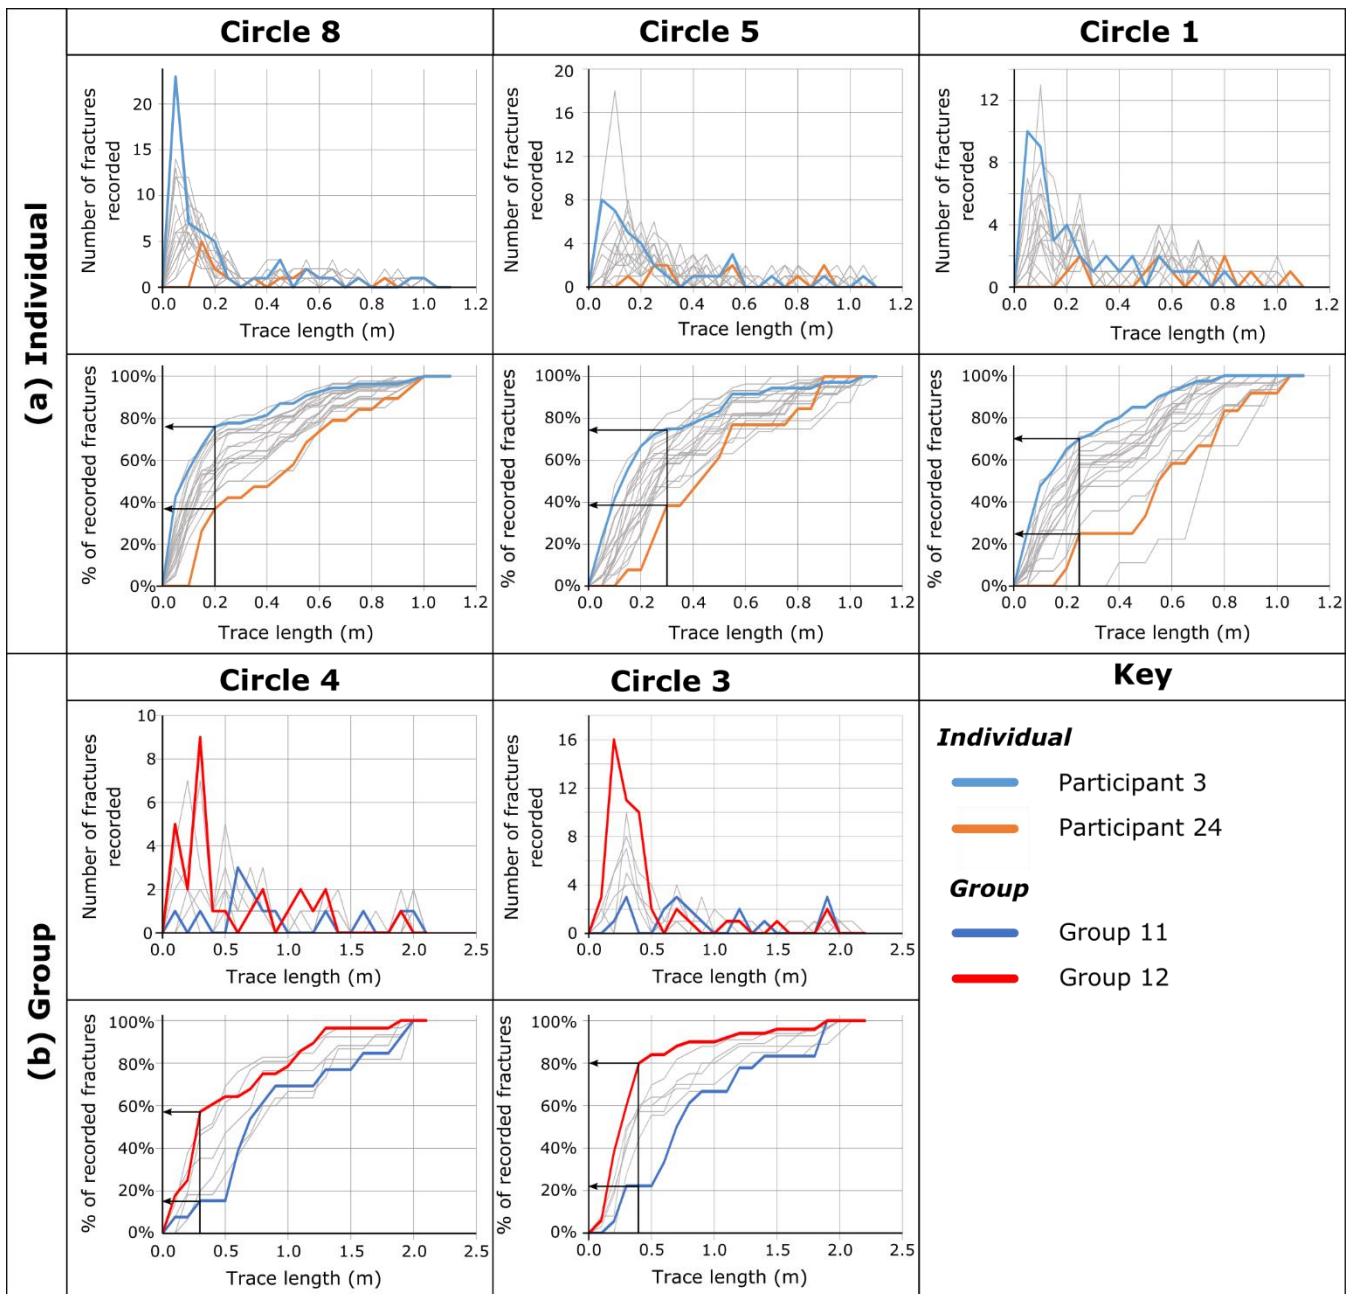 Circle 8
Circle 5
Circle 1
(a) Individual
Number of fractures
recorded
20
15
10
5
0
0.0 0.2 0.4 0.6 0.8 1.0 1.2
Trace length (m)
Number of fractures
recorded
20
16
12
8
4
0
0.0 0.2 0.4 0.6 0.8 1.0 1.2
Trace length (m)
Number of fractures
recorded
12
8
4
0
0.0 0.2 0.4 0.6 0.8 1.0 1.2
Trace length (m)
% of recorded fractures
100%
80%
60%
40%
20%
0%
0.0 0.2 0.4 0.6 0.8 1.0 1.2
Trace length (m)
% of recorded fractures
100%
80%
60%
40%
20%
0%
0.0 0.2 0.4 0.6 0.8 1.0 1.2
Trace length (m)
% of recorded fractures
100%
80%
60%
40%
20%
0%
0.0 0.2 0.4 0.6 0.8 1.0 1.2
Trace length (m)
(b) Group
Circle 4
Circle 3
Key
Number of fractures
recorded
10
8
6
4
2
0
0.0 0.5 1.0 1.5 2.0 2.5
Trace length (m)
Number of fractures
recorded
16
12
8
4
0
0.0 0.5 1.0 1.5 2.0 2.5
Trace length (m)
Individual
Participant 3
Participant 24
Group
Group 11
Group 12
% of recorded fractures
100%
80%
60%
40%
20%
0%
0.0 0.5 1.0 1.5 2.0 2.5
Trace length (m)
% of recorded fractures
100%
80%
60%
40%
20%
0%
0.0 0.5 1.0 1.5 2.0 2.5
Trace length (m)